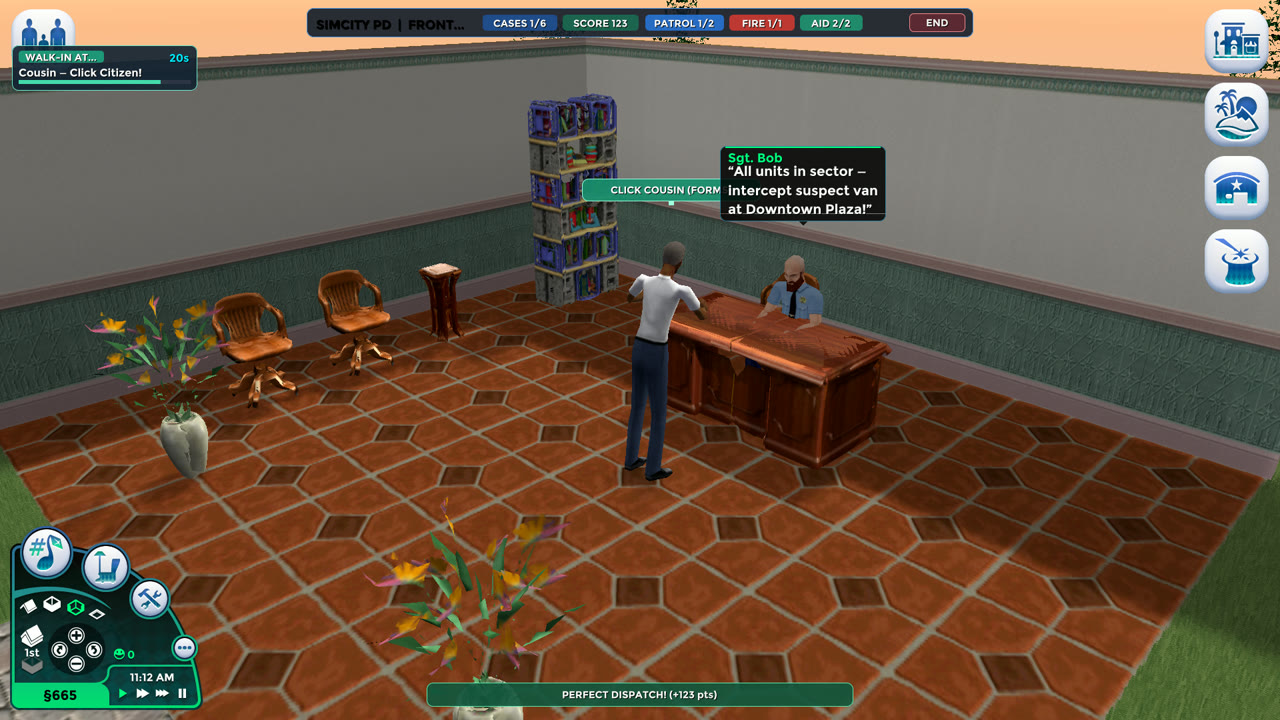 SIMCITY PD | FRONT...
CASES 1/6
SCORE 123
PATROL 1/2
FIRE 1/1
AID 2/2
END
WALK-IN AT...
20s
Cousin – Click Citizen!
CLICK COUSIN (FORM
Sgt. Bob
“All units in sector –
intercept suspect van
at Downtown Plaza!”
#
1st
0
11:12 AM
§665
PERFECT DISPATCH! (+123 pts)